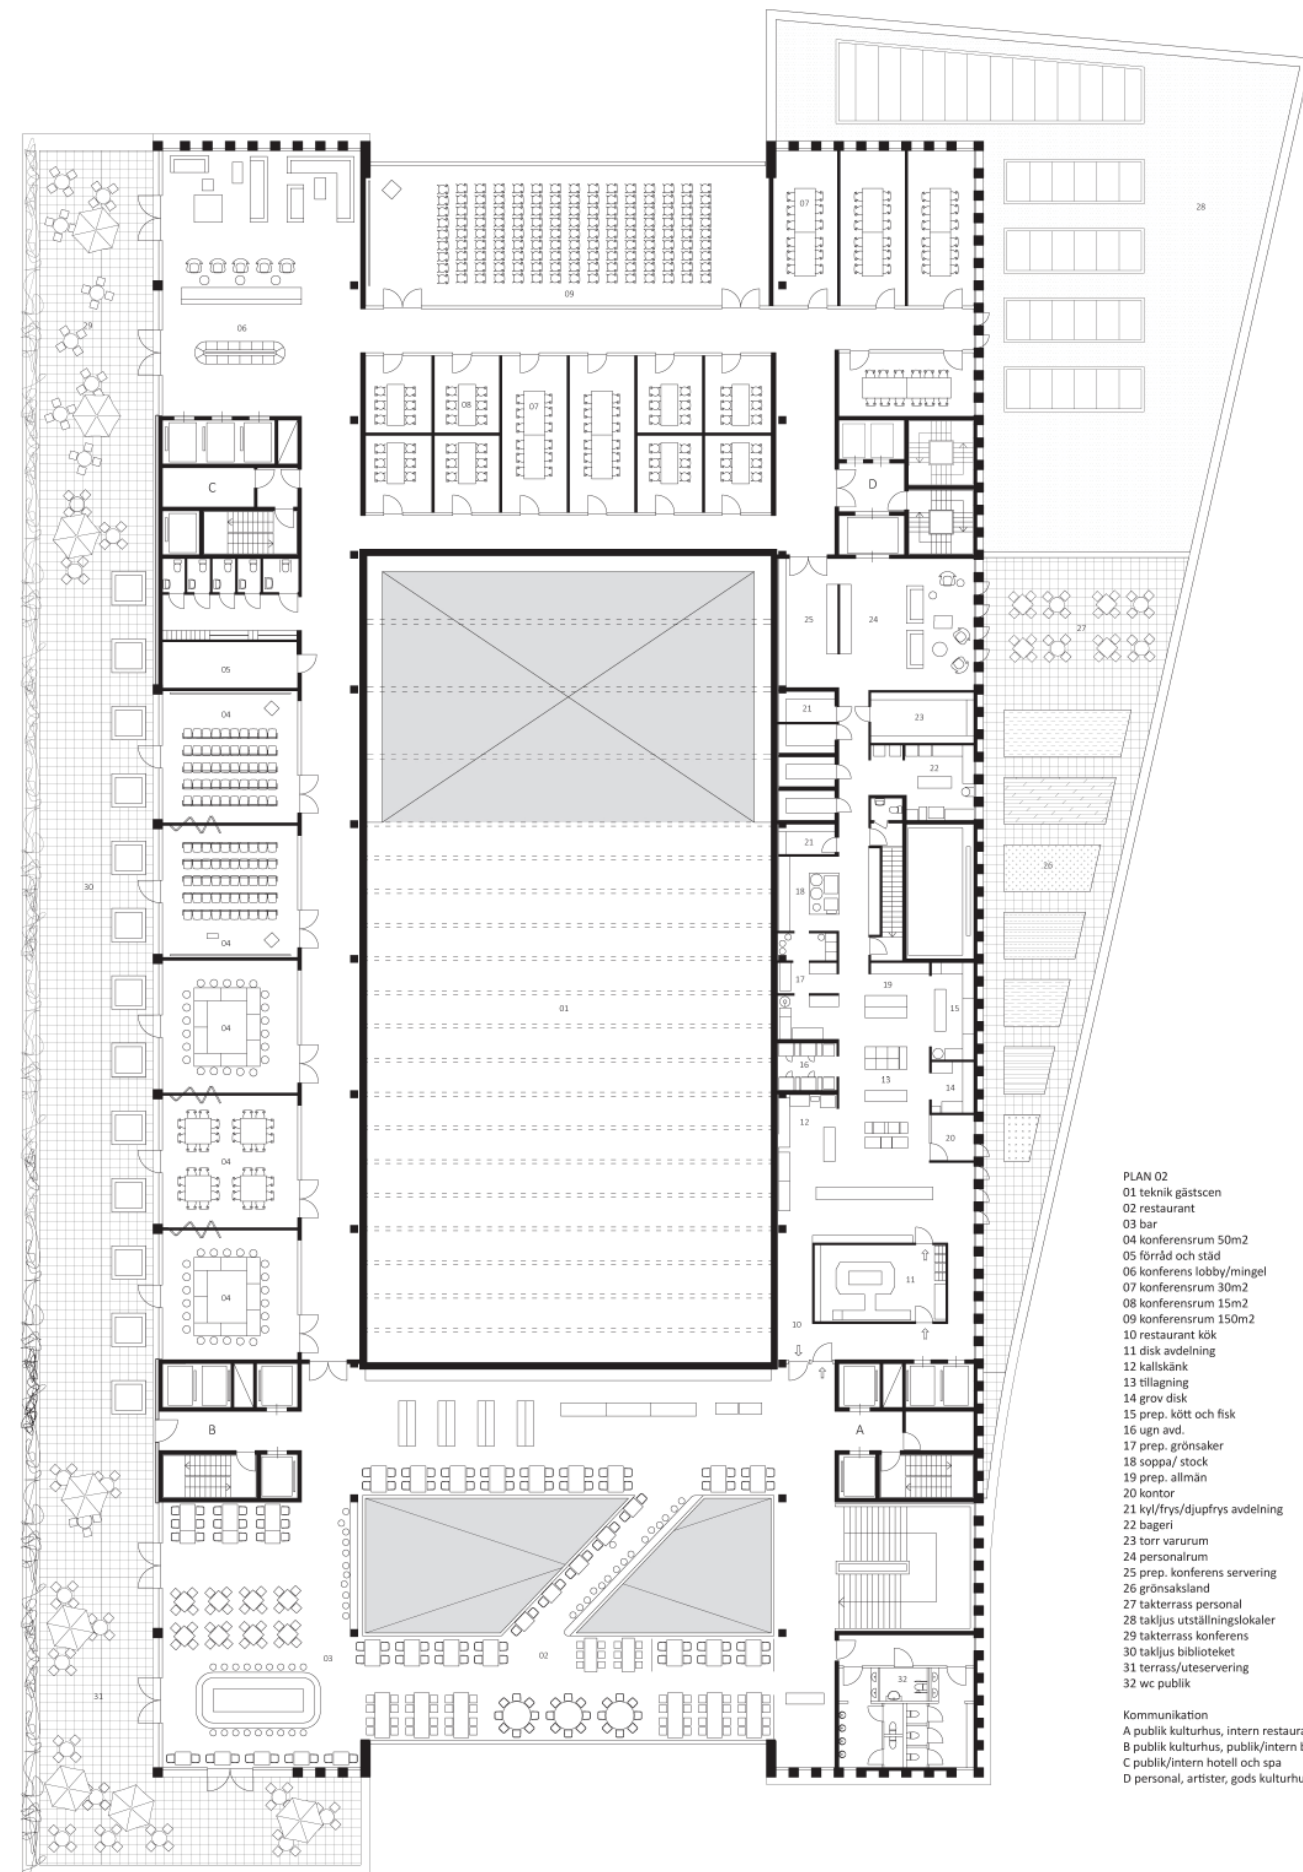 07
28
09
29
06
08
07
C
D
25
24
27
05
21
23
04
22
21
26
30
18
04
17
19
15
01
04
16
13
14
12
20
04
04
11
10
B
A
03
02
32
31
PLAN 02
01 teknik gästscen
02 restaurant
03 bar
04 konferensrum 50m2
05 förråd och städ
06 konferens lobby/mingel
07 konferensrum 30m2
08 konferensrum 15m2
09 konferensrum 150m2
10 restaurant kök
11 disk avdelning
12 kallskänk
13 tillagning
14 grov disk
15 prep. kött och fisk
16 ugn avd.
17 prep. grönsaker
18 soppa/ stock
19 prep. allmän
20 kontor
21 kyl/frys/djupfrys avdelning
22 bageri
23 torr varurum
24 personalrum
25 prep. konferens servering
26 grönsaksland
27 takterrass personal
28 takljus utställningslokaler
29 takterrass konferens
30 takljus biblioteket
31 terrass/uteservering
32 wc publik
Kommunikation
A publik kulturhus, intern
B publik kulturhus, publik/intern
C publik/intern hotell och spa
D personal, artister, gods